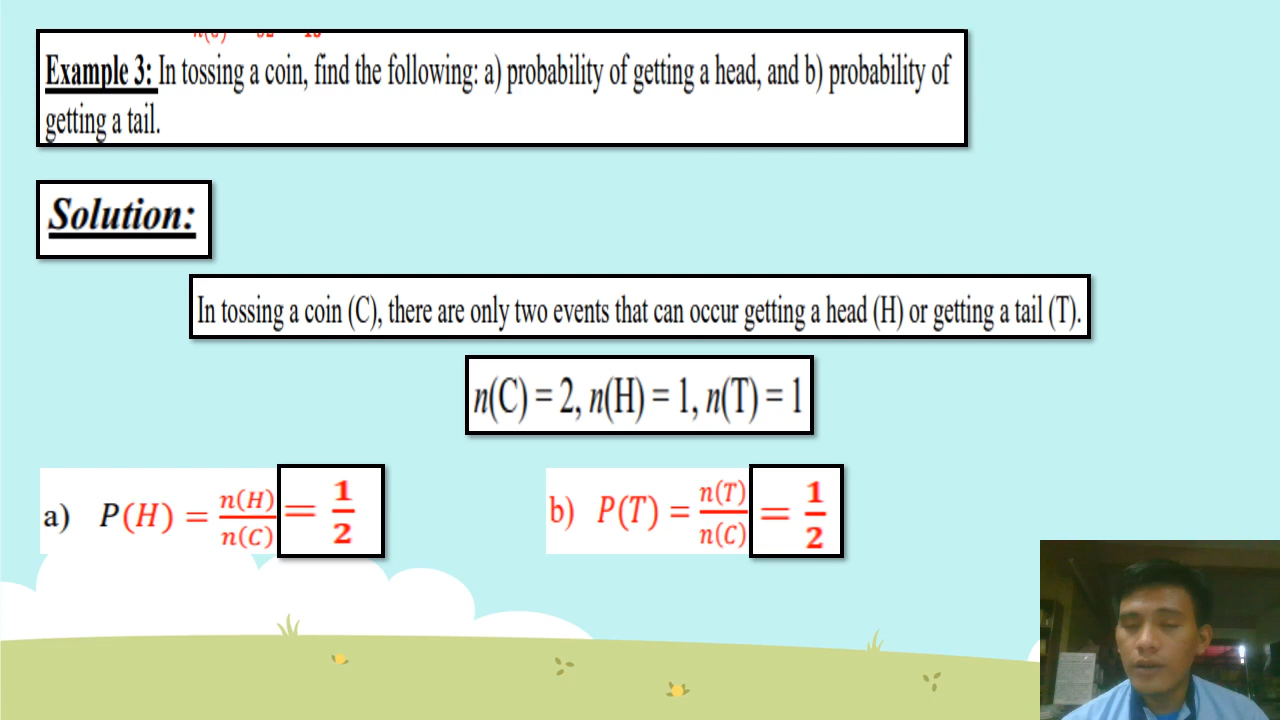 Example 3: In tossing a coin, find the following: a) probability of getting a head, and b) probability of
getting a tail.
Solution:
In tossing a coin (C), there are only two events that can occur getting a head (H) or getting a tail (T).
n(C) = 2, n(H) = 1, n(T) = 1
a) P(H) = n(H)/n(C) = 1/2
b) P(T) = n(T)/n(C) = 1/2